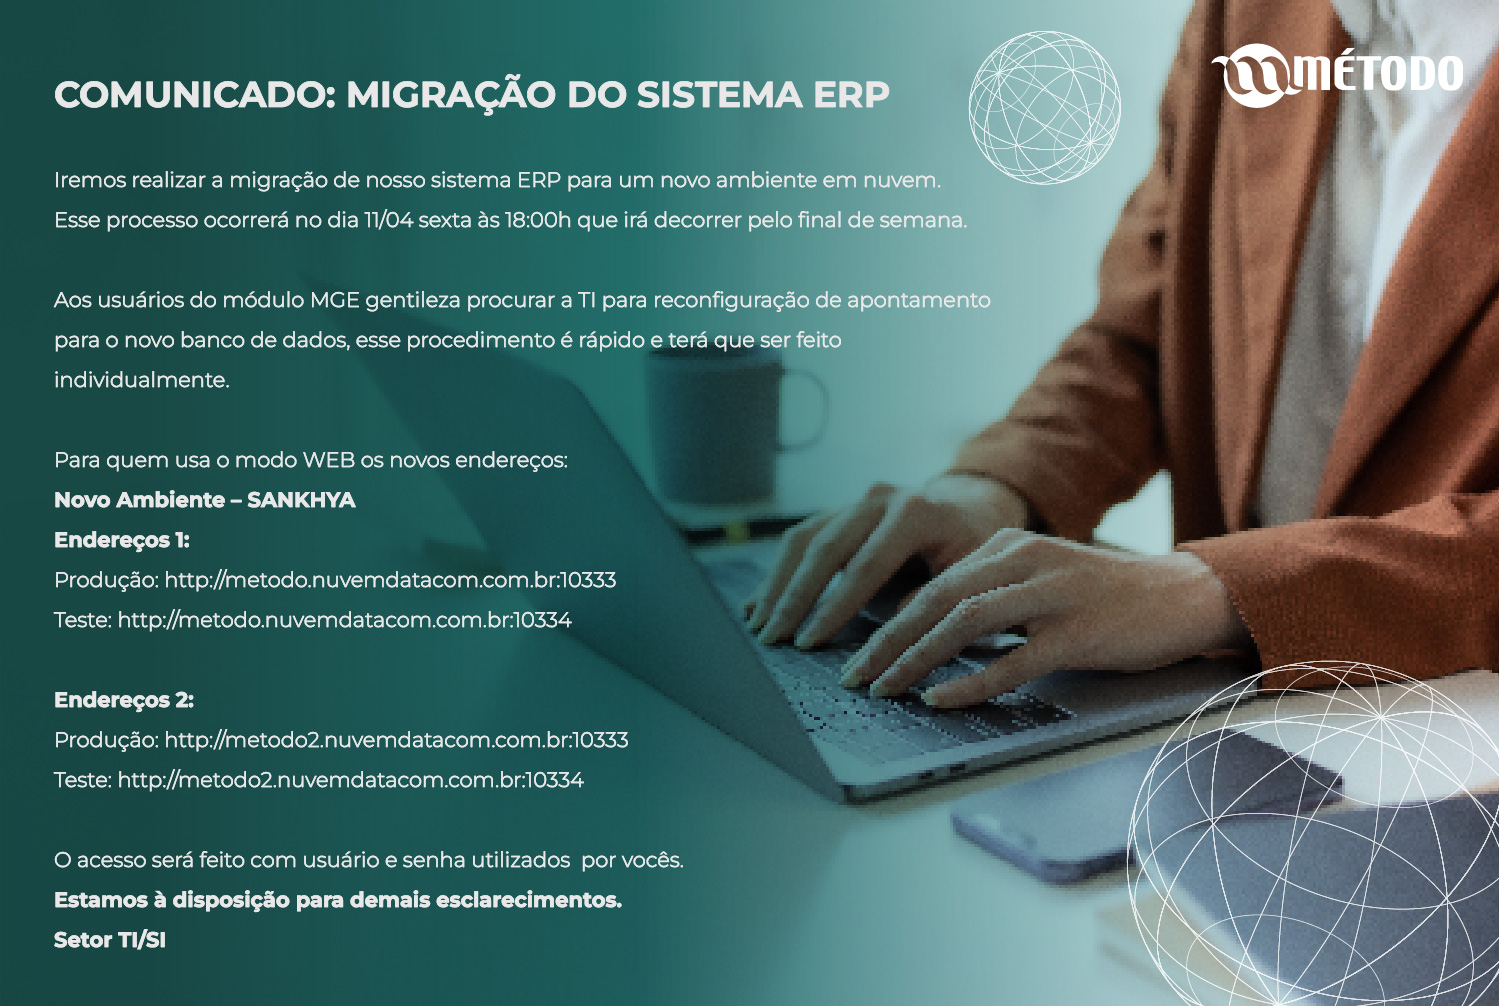 MÉTODO
COMUNICADO: MIGRAÇÃO DO SISTEMA ERP
Iremos realizar a migração de nosso sistema ERP para um novo ambiente em nuvem.
Esse processo ocorrerá no dia 11/04 sexta às 18:00h que irá decorrer pelo final de semana.
Aos usuários do módulo MGE gentileza procurar a TI para reconfiguração de apontamento
para o novo banco de dados, esse procedimento é rápido e terá que ser feito
individualmente.
Para quem usa o modo WEB os novos endereços:
Novo Ambiente – SANKHYA
Endereços 1:
Produção: http://metodo.nuvemdatacom.com.br:10333
Teste: http://metodo.nuvemdatacom.com.br:10334
Endereços 2:
Produção: http://metodo2.nuvemdatacom.com.br:10333
Teste: http://metodo2.nuvemdatacom.com.br:10334
O acesso será feito com usuário e senha utilizados  por vocês.
Estamos à disposição para demais esclarecimentos.
Setor TI/SI